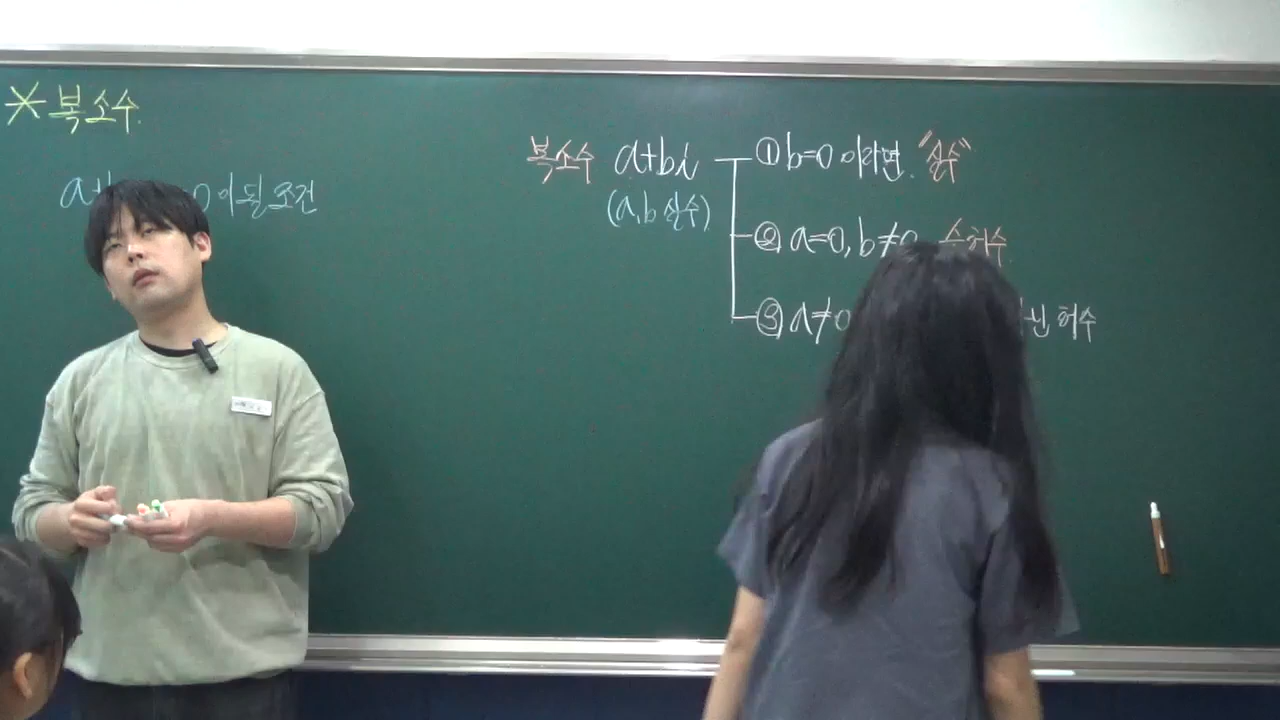 * 복소수.
a+ 0 이 될 조건
복소수 a+bi
(a,b 실수)
① b=0 이라면. "실수"
② a=0, b≠0 순허수
③ a≠0 닌 허수